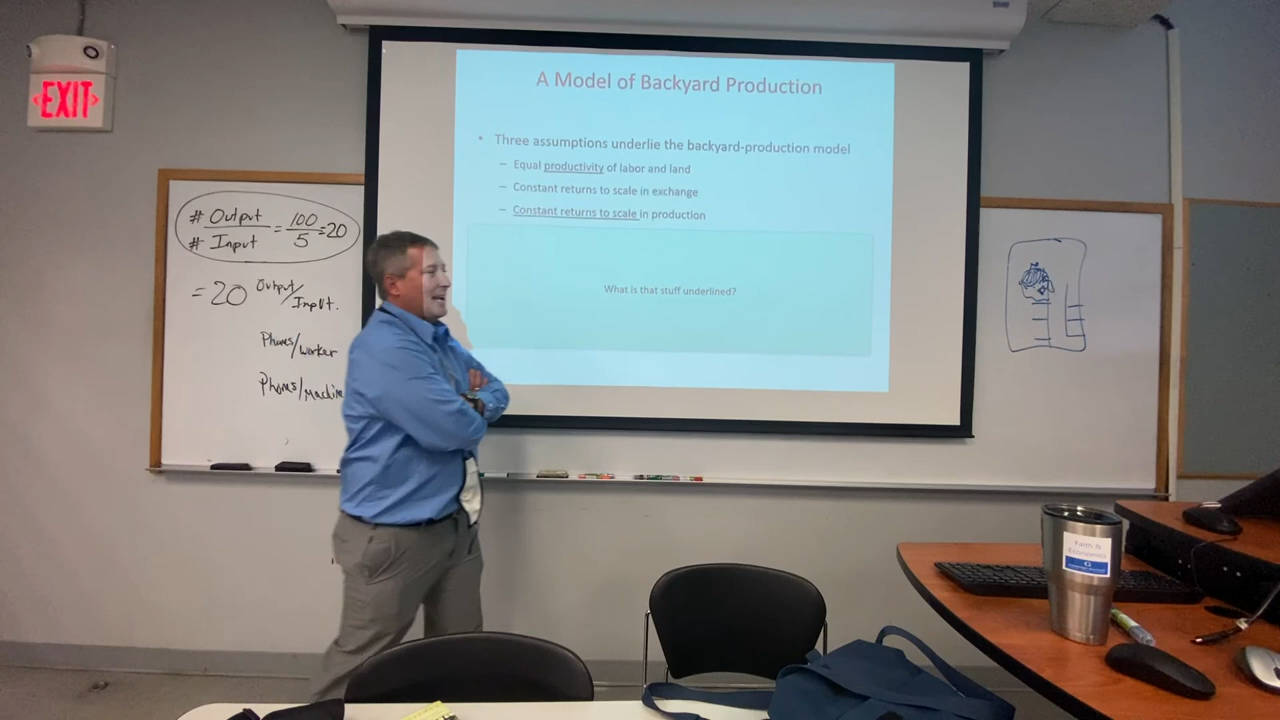 EXIT
A Model of Backyard Production
• Three assumptions underlie the backyard-production model
– Equal productivity of labor and land
– Constant returns to scale in exchange
– Constant returns to scale in production
What is that stuff underlined?
# Output / # Input = 100/5 = 20
= 20 Output/Input.
Phones/worker
Phones/Machine
Faith &
Economics